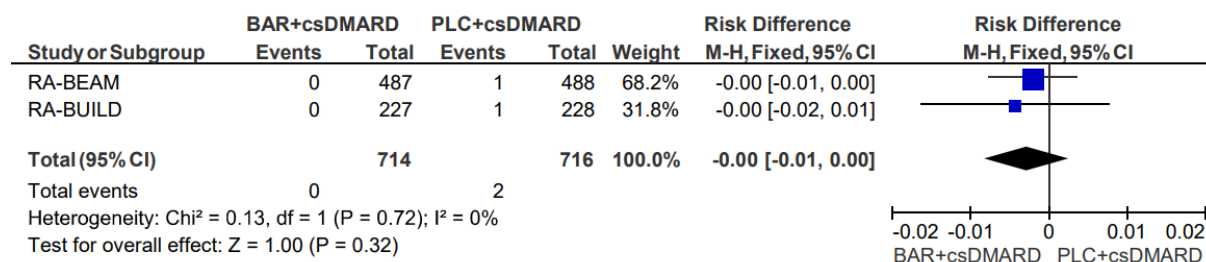 BAR+csDMARD PLC+csDMARD Risk Difference Risk Difference
Study or Subgroup Events Total Events Total Weight M-H, Fixed, 95% CI M-H, Fixed, 95% CI
RA-BEAM 0 487 1 488 68.2% -0.00 [-0.01, 0.00]
RA-BUILD 0 227 1 228 31.8% -0.00 [-0.02, 0.01]
Total (95% CI) 714 716 100.0% -0.00 [-0.01, 0.00]
Total events 0 2
Heterogeneity: Chi² = 0.13, df = 1 (P = 0.72); I² = 0%
Test for overall effect: Z = 1.00 (P = 0.32)
-0.02 -0.01 0 0.01 0.02
BAR+csDMARD PLC+csDMARD